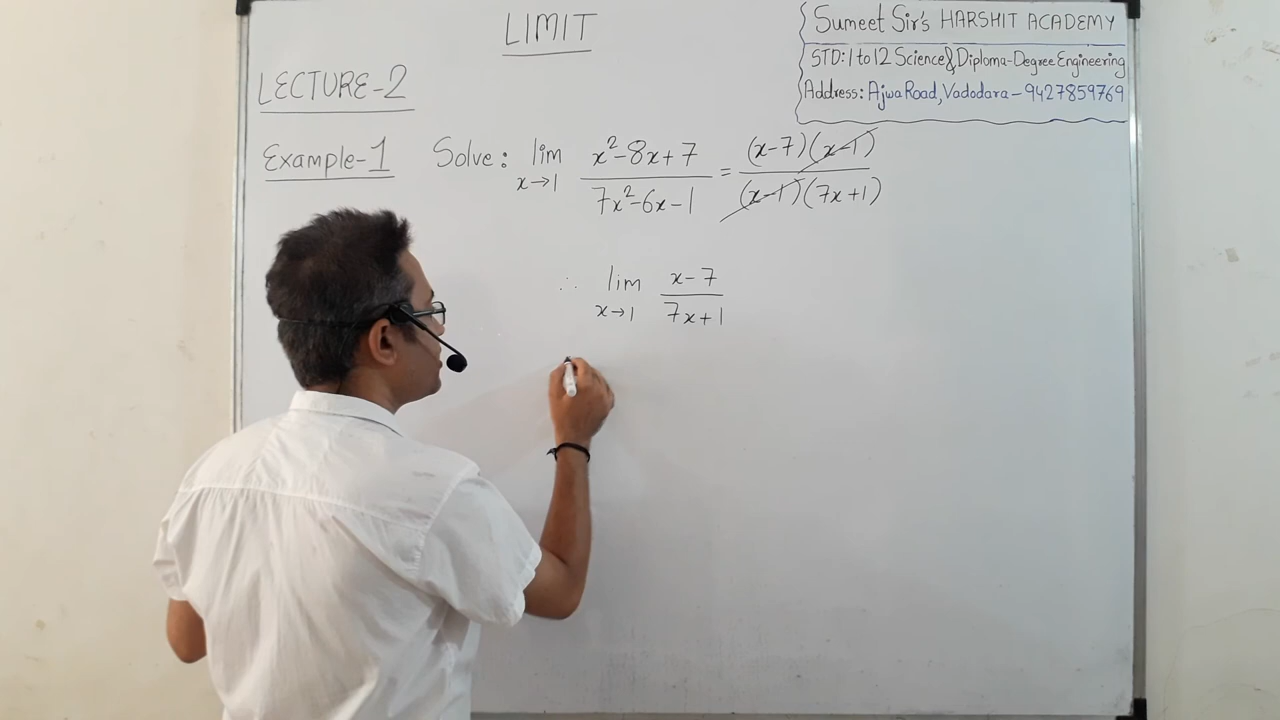 LIMIT
Sumeet Sir's HARSHIT ACADEMY
STD: 1 to 12 Science & Diploma-Degree Engineering
Address: Ajwa Road, Vadodara - 9427859769
LECTURE-2
Example-1 Solve: lim x→1 (x²-8x+7)/(7x²-6x-1) = (x-7)(x-1)/(x-1)(7x+1)
∴ lim x→1 (x-7)/(7x+1)